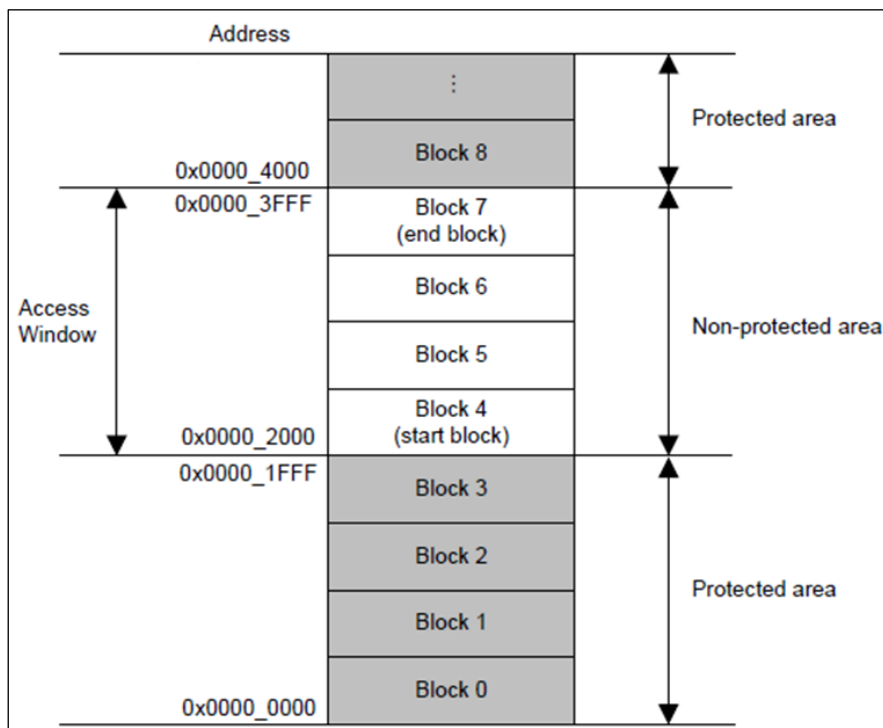 Address
⋮
Protected area
Block 8
0x0000_4000
0x0000_3FFF
Block 7
(end block)
Block 6
Access
Window
Non-protected area
Block 5
Block 4
(start block)
0x0000_2000
0x0000_1FFF
Block 3
Block 2
Protected area
Block 1
Block 0
0x0000_0000